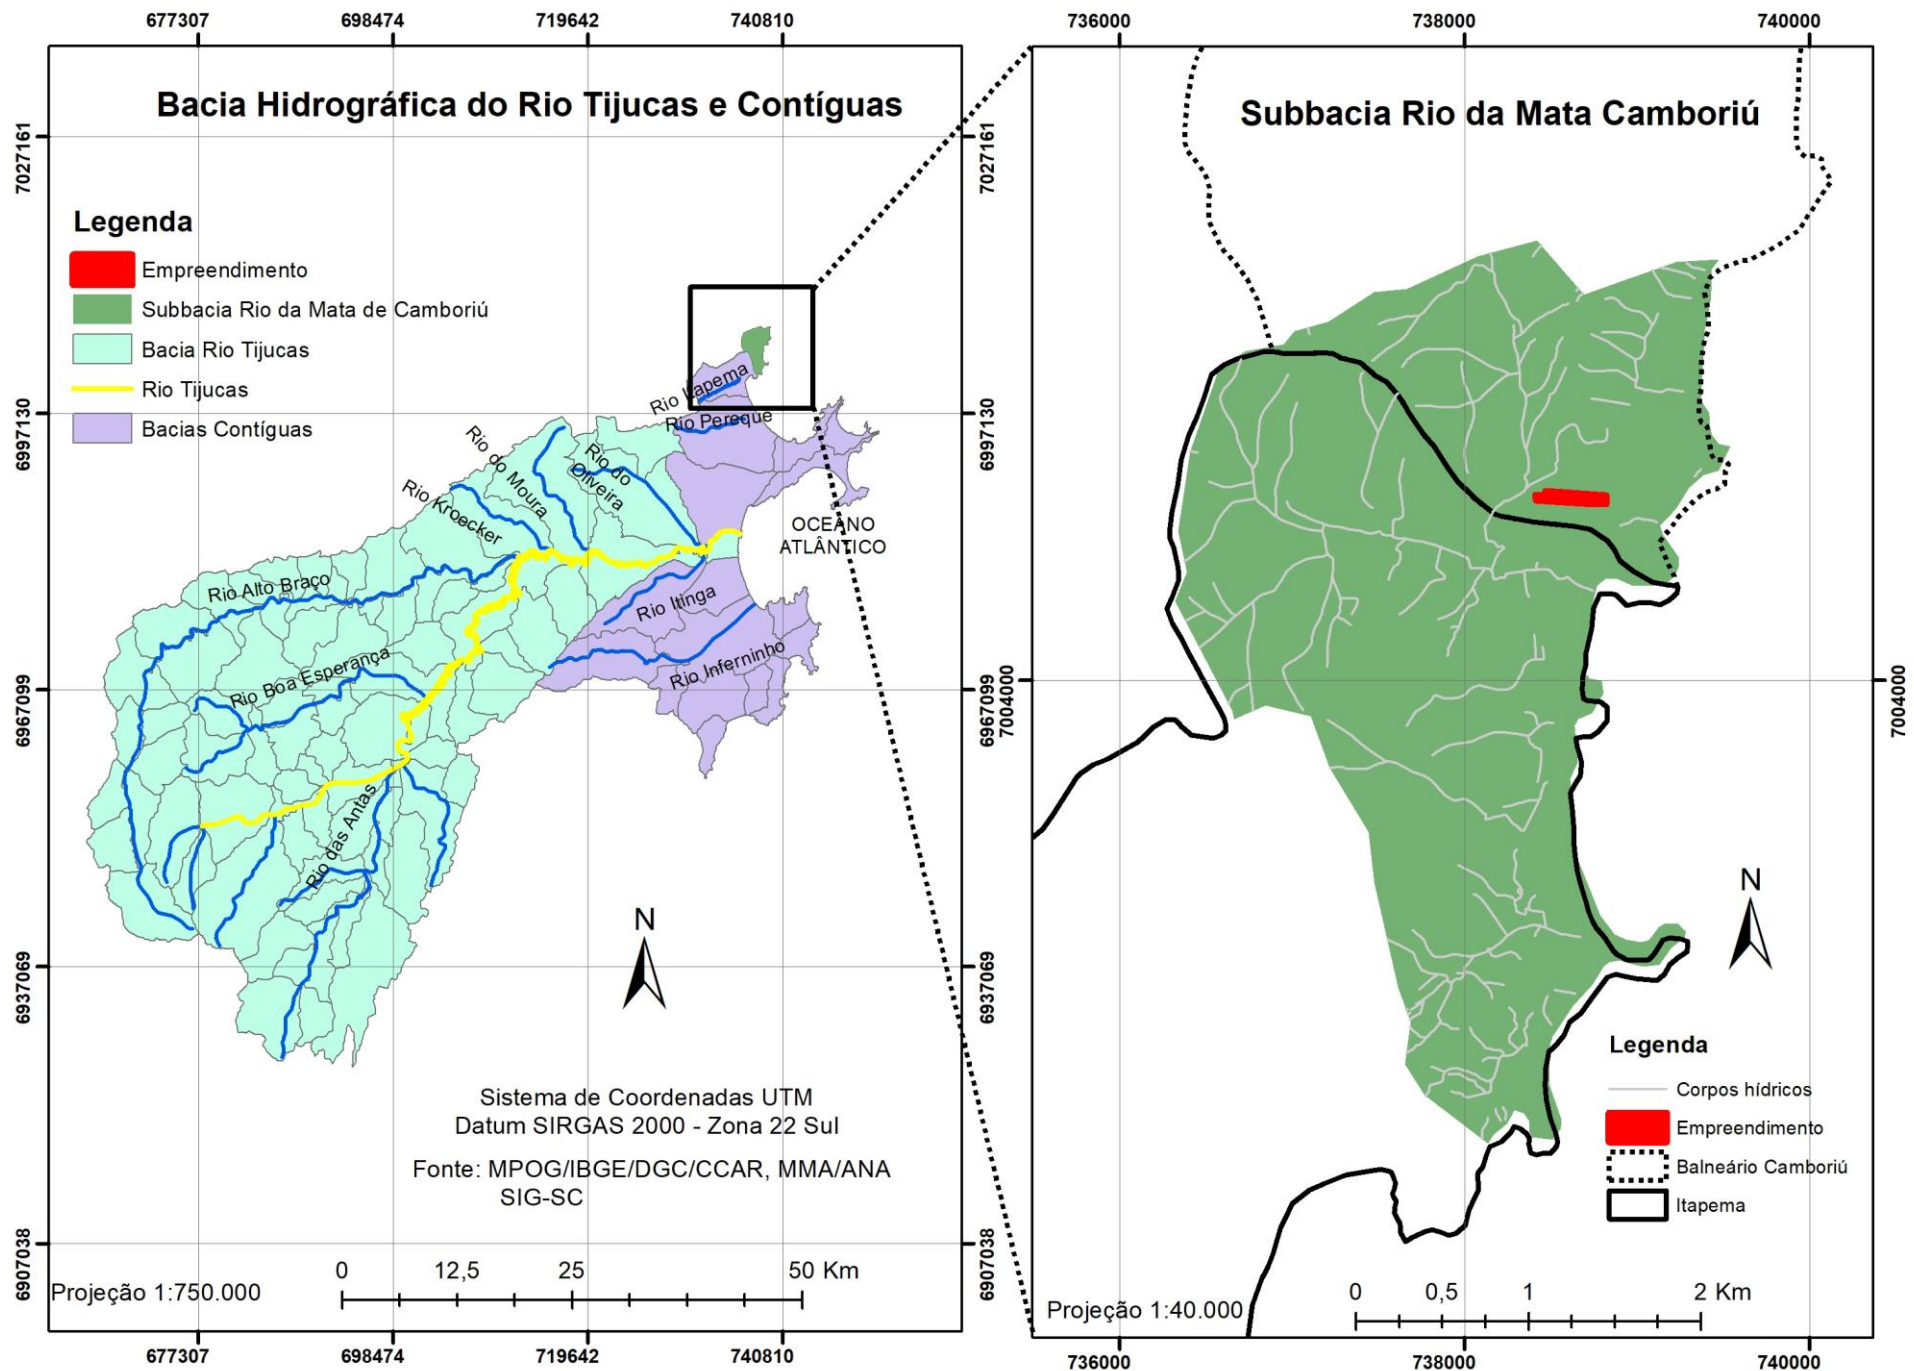 677307
698474
719642
740810
Bacia Hidrográfica do Rio Tijucas e Contíguas
7027161
7027161
Legenda
Empreendimento
Subbacia Rio da Mata de Camboriú
Bacia Rio Tijucas
Rio Tijucas
Bacias Contíguas
Rio Itapema
Rio Pereque
6997130
6997130
Rio do
Oliveira
Rio do Moura
Rio Kroecker
OCEANO
ATLÂNTICO
Rio Alto Braço
Rio Itinga
Rio Boa Esperança
Rio Inferninho
6967099
6967099
Rio das Antas
N
6937069
6937069
Sistema de Coordenadas UTM
Datum SIRGAS 2000 - Zona 22 Sul
Fonte: MPOG/IBGE/DGC/CCAR, MMA/ANA
SIG-SC
6907038
6907038
0
12,5
25
50 Km
Projeção 1:750.000
677307
698474
719642
740810
736000
738000
740000
Subbacia Rio da Mata Camboriú
7004000
7004000
N
Legenda
Corpos hídricos
Empreendimento
Balneário Camboriú
Itapema
0
0,5
1
2 Km
Projeção 1:40.000
736000
738000
740000